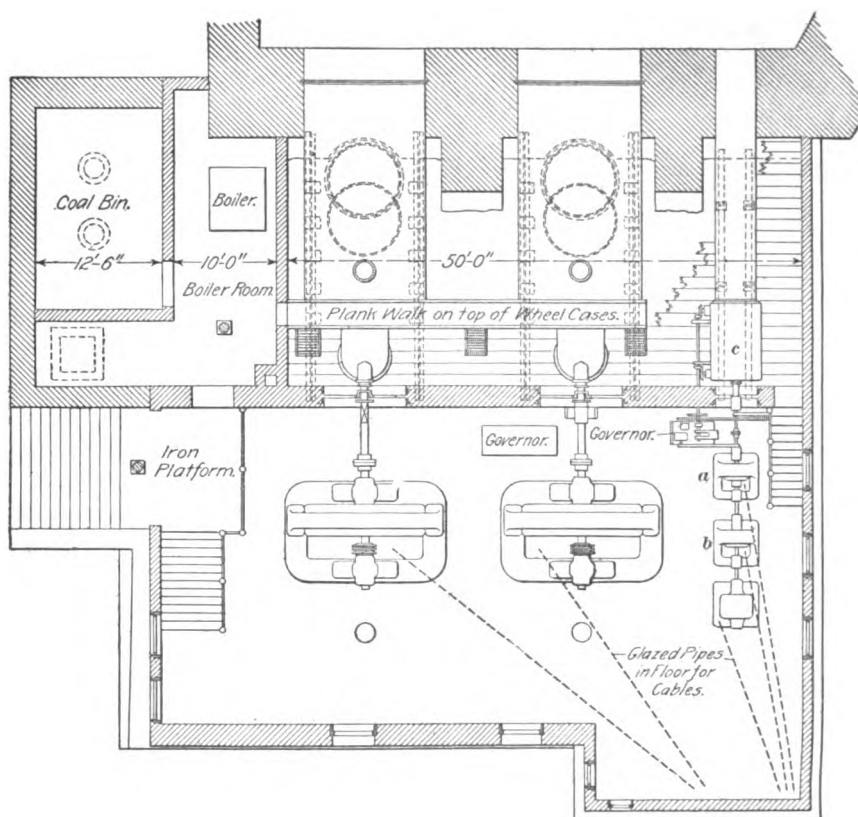 Coal Bin.
12'-6"
Boiler.
10'-0"
Boiler Room.
50'-0"
Plank Walk on top of Wheel Cases.
c
Iron
Platform.
Governor.
Governor.
a
b
Glazed Pipes
in Floor for
Cables.